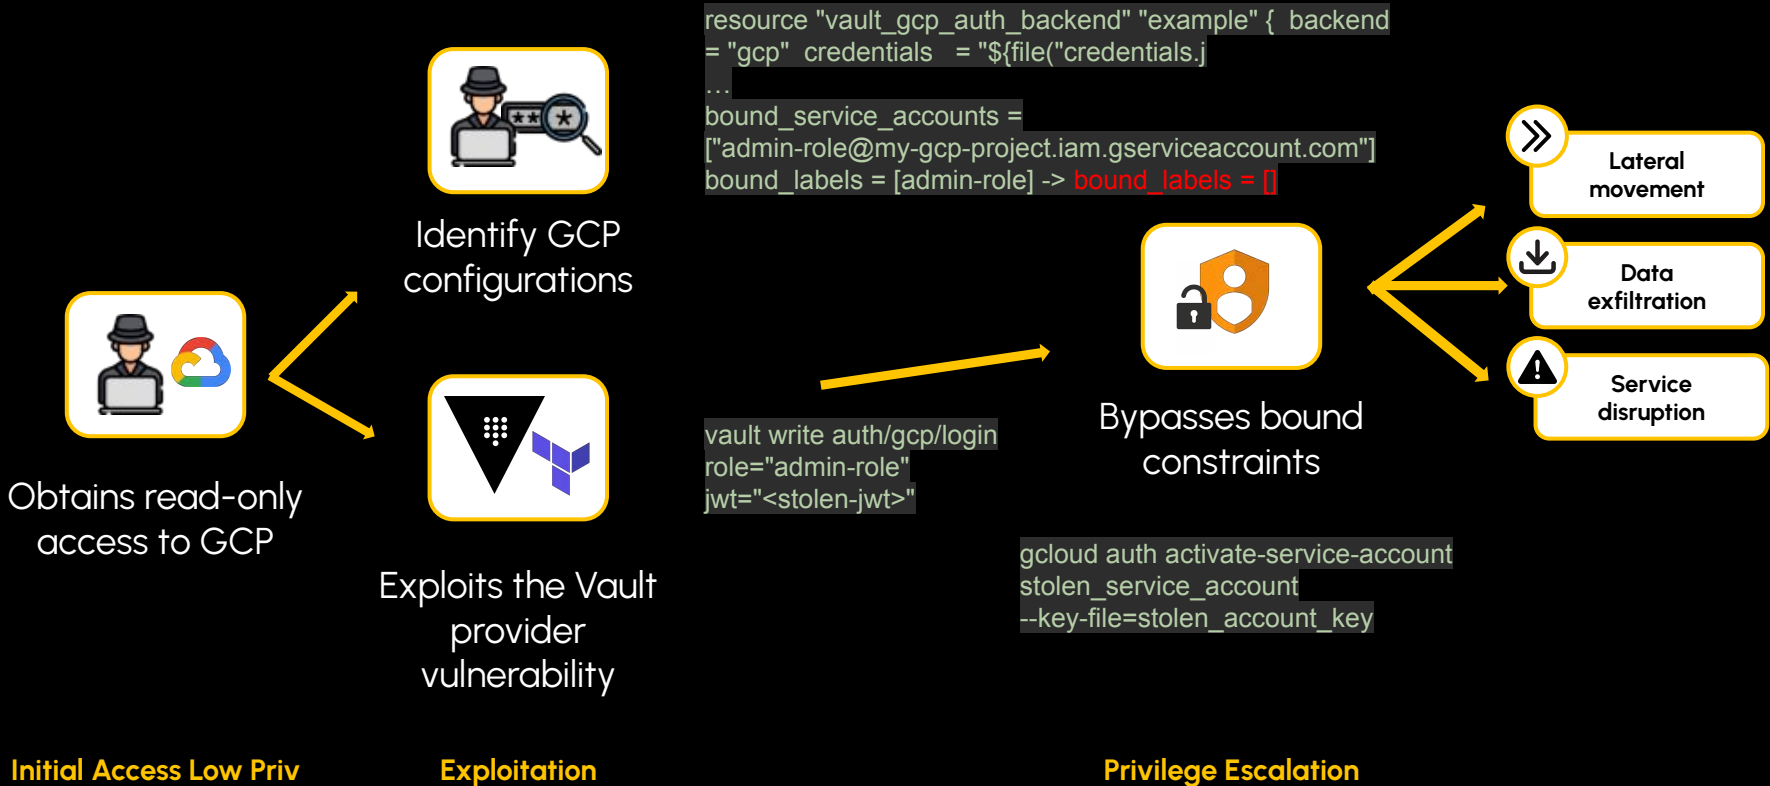 resource "vault_gcp_auth_backend" "example" {  backend
= "gcp"  credentials   = "${file("credentials.j
...
bound_service_accounts =
["admin-role@my-gcp-project.iam.gserviceaccount.com"]
bound_labels = [admin-role] -> bound_labels = []
Identify GCP
configurations
Obtains read-only
access to GCP
Exploits the Vault
provider
vulnerability
vault write auth/gcp/login
role="admin-role"
jwt="<stolen-jwt>"
Bypasses bound
constraints
gcloud auth activate-service-account
stolen_service_account
--key-file=stolen_account_key
Lateral
movement
Data
exfiltration
Service
disruption
Initial Access Low Priv
Exploitation
Privilege Escalation